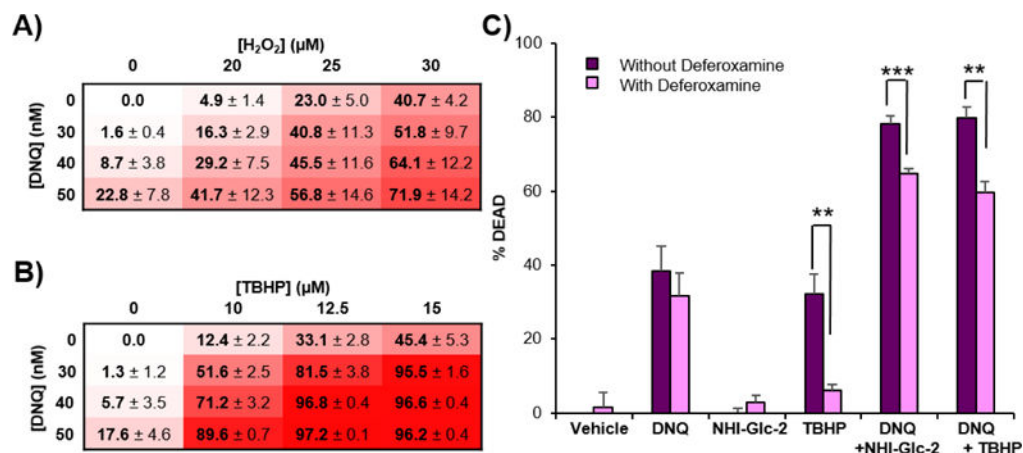 A)
[H₂O₂] (µM)
0 20 25 30
[DNQ] (nM)
0 0.0 4.9 ± 1.4 23.0 ± 5.0 40.7 ± 4.2
30 1.6 ± 0.4 16.3 ± 2.9 40.8 ± 11.3 51.8 ± 9.7
40 8.7 ± 3.8 29.2 ± 7.5 45.5 ± 11.6 64.1 ± 12.2
50 22.8 ± 7.8 41.7 ± 12.3 56.8 ± 14.6 71.9 ± 14.2
B)
[TBHP] (µM)
0 10 12.5 15
[DNQ] (nM)
0 0.0 12.4 ± 2.2 33.1 ± 2.8 45.4 ± 5.3
30 1.3 ± 1.2 51.6 ± 2.5 81.5 ± 3.8 95.5 ± 1.6
40 5.7 ± 3.5 71.2 ± 3.2 96.8 ± 0.4 96.6 ± 0.4
50 17.6 ± 4.6 89.6 ± 0.7 97.2 ± 0.1 96.2 ± 0.4
C)
% DEAD
100
80
60
40
20
0
Without Deferoxamine
With Deferoxamine
** *** **
Vehicle DNQ NHI-Glc-2 TBHP DNQ DNQ
+NHI-Glc-2 + TBHP